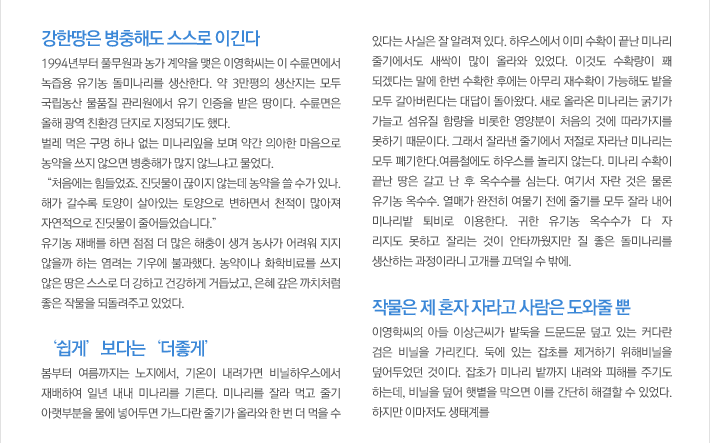 강한땅은 병충해도 스스로 이긴다
1994년부터 풀무원과 농가 계약을 맺은 이영학씨는 이 수륜면에서
녹즙용 유기농 돌미나리를 생산한다. 약 3만평의 생산지는 모두
국립농산 물품질 관리원에서 유기 인증을 받은 땅이다. 수륜면은
올해 광역 친환경 단지로 지정되기도 했다.
벌레 먹은 구멍 하나 없는 미나리잎을 보며 약간 의아한 마음으로
농약을 쓰지 않으면 병충해가 많지 않느냐고 물었다.
“처음에는 힘들었죠. 진딧물이 끊이지 않는데 농약을 쓸 수가 있나.
해가 갈수록 토양이 살아있는 토양으로 변하면서 천적이 많아져
자연적으로 진딧물이 줄어들었습니다.”
유기농 재배를 하면 점점 더 많은 해충이 생겨 농사가 어려워 지지
않을까 하는 염려는 기우에 불과했다. 농약이나 화학비료를 쓰지
않은 땅은 스스로 더 강하고 건강하게 거듭났고, 은혜 갚은 까치처럼
좋은 작물을 되돌려주고 있었다.
‘쉽게’ 보다는 ‘더좋게’
봄부터 여름까지는 노지에서, 기온이 내려가면 비닐하우스에서
재배하여 일년 내내 미나리를 기른다. 미나리를 잘라 먹고 줄기
아랫부분을 물에 넣어두면 가느다란 줄기가 올라와 한 번 더 먹을 수
있다는 사실은 잘 알려져 있다. 하우스에서 이미 수확이 끝난 미나리
줄기에서도 새싹이 많이 올라와 있었다. 이것도 수확량이 꽤
되겠다는 말에 한번 수확한 후에는 아무리 재수확이 가능해도 밭을
모두 갈아버린다는 대답이 돌아왔다. 새로 올라온 미나리는 굵기가
가늘고 섬유질 함량을 비롯한 영양분이 처음의 것에 따라가지를
못하기 때문이다. 그래서 잘라낸 줄기에서 저절로 자라난 미나리는
모두 폐기한다.여름철에도 하우스를 놀리지 않는다. 미나리 수확이
끝난 땅은 갈고 난 후 옥수수를 심는다. 여기서 자란 것은 물론
유기농 옥수수. 열매가 완전히 여물기 전에 줄기를 모두 잘라 내어
미나리밭 퇴비로 이용한다. 귀한 유기농 옥수수가 다 자
리지도 못하고 잘리는 것이 안타까웠지만 질 좋은 돌미나리를
생산하는 과정이라니 고개를 끄덕일 수 밖에.
작물은 제 혼자 자라고 사람은 도와줄 뿐
이영학씨의 아들 이상근씨가 밭둑을 드문드문 덮고 있는 커다란
검은 비닐을 가리킨다. 둑에 있는 잡초를 제거하기 위해비닐을
덮어두었던 것이다. 잡초가 미나리 밭까지 내려와 피해를 주기도
하는데, 비닐을 덮어 햇볕을 막으면 이를 간단히 해결할 수 있었다.
하지만 이마저도 생태계를